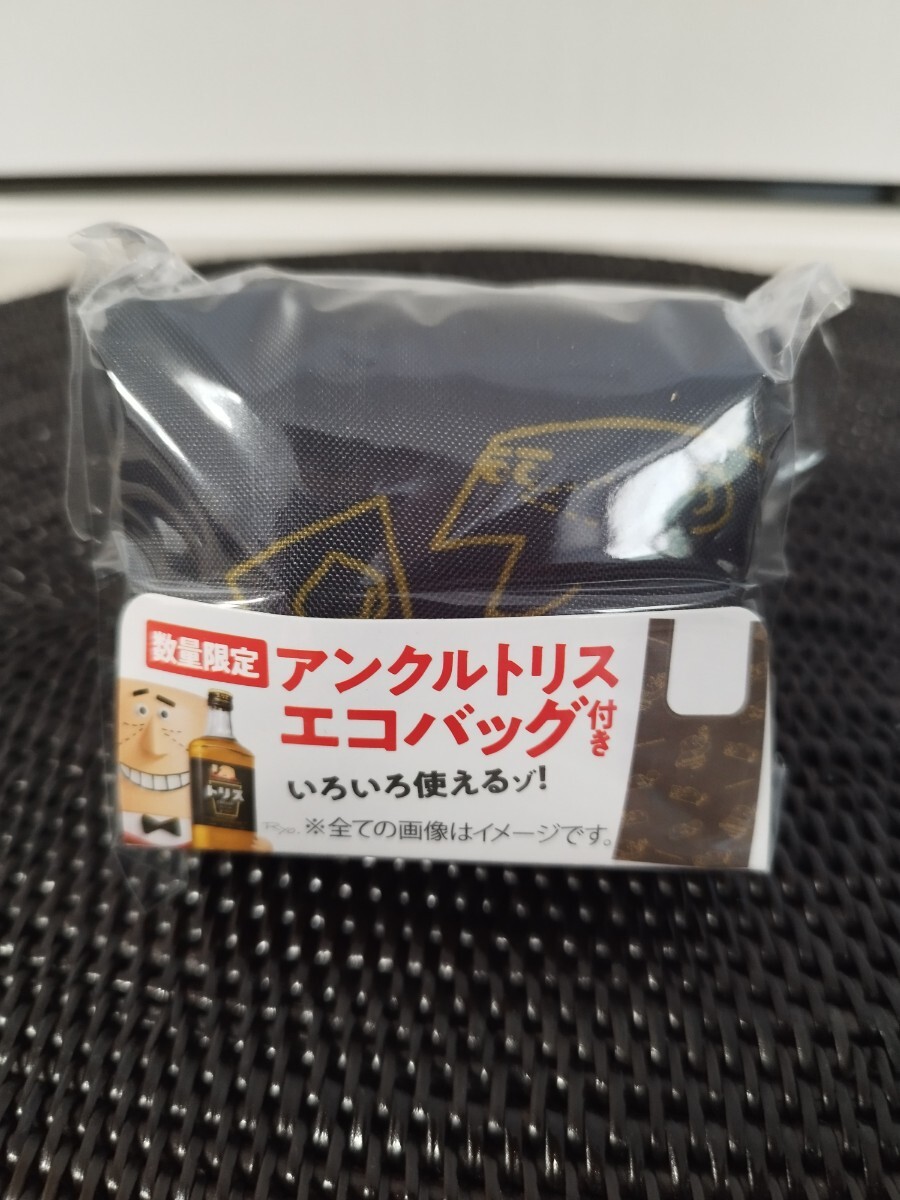 数量限定
アンクルトリス
エコバッグ付き
いろいろ使えるゾ!
トリス
Ryo.
※全ての画像はイメージです。